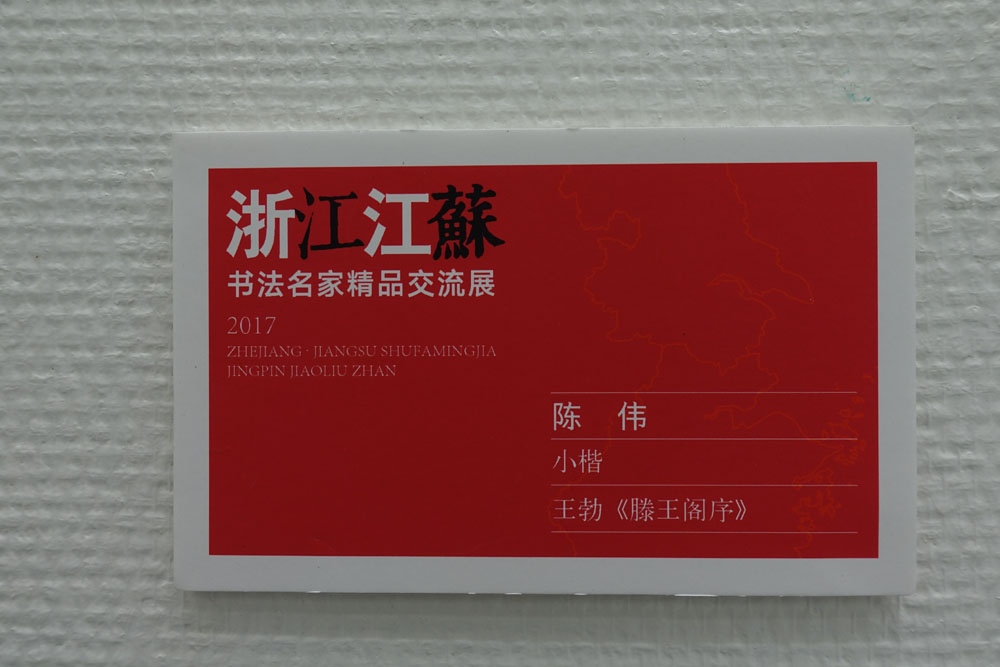 浙江江蘇
书法名家精品交流展
2017
ZHEJIANG · JIANGSU SHUFAMINGJIA
JINGPIN JIAOLIU ZHAN
陈 伟
小楷
王勃《滕王阁序》